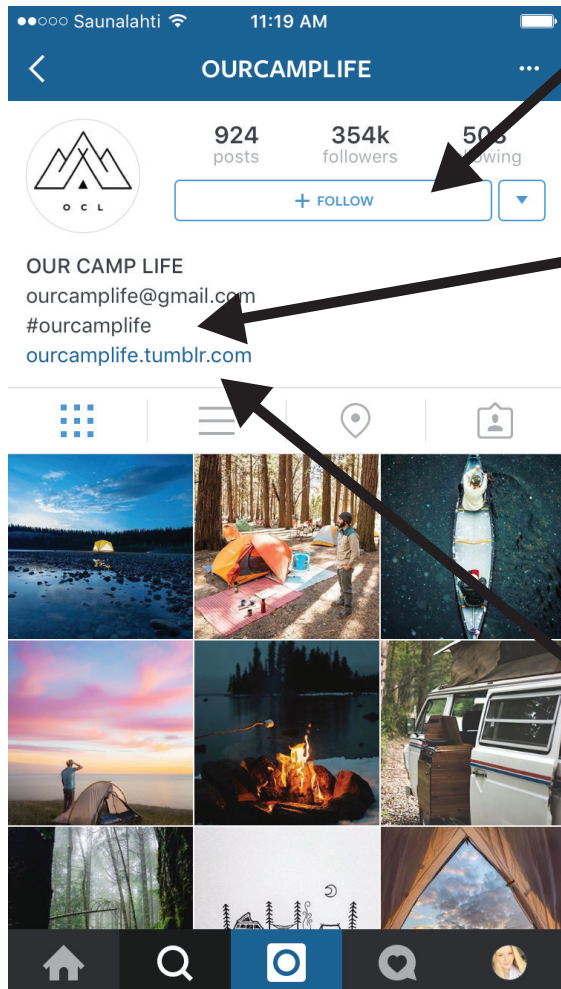 Saunalahti 11:19 AM
OURCAMPLIFE
924 354k
posts followers
OCL
+ FOLLOW
OUR CAMP LIFE
ourcamplife@gmail.com
#ourcamplife
ourcamplife.tumblr.com